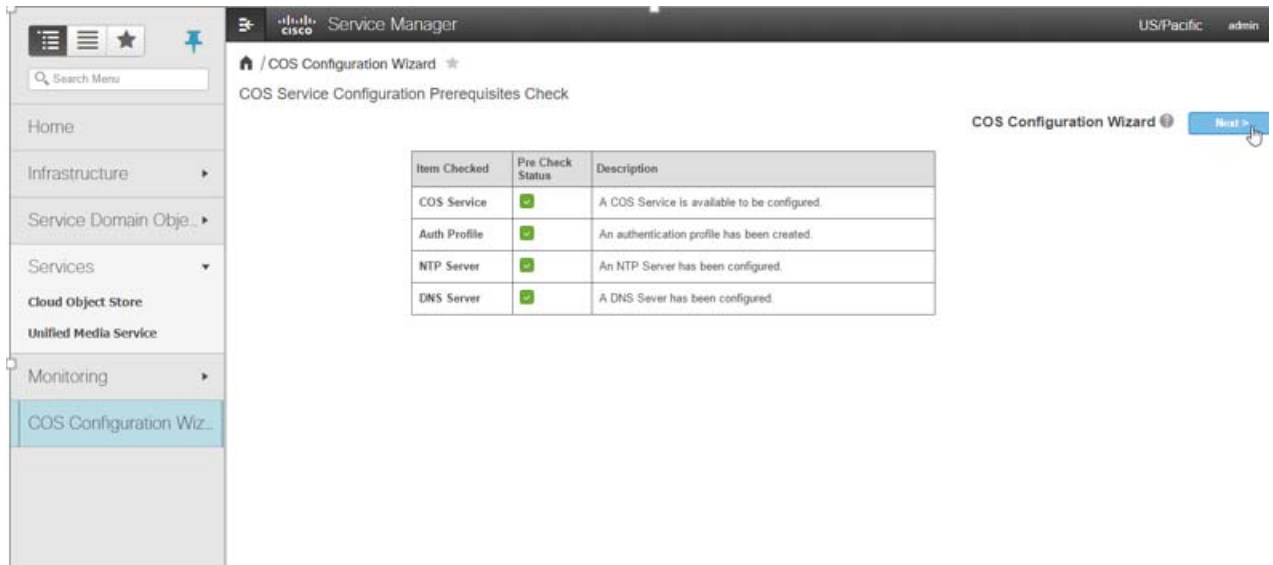 cisco Service Manager
US/Pacific admin
Search Menu
Home
Infrastructure
Service Domain Obje...
Services
Cloud Object Store
Unified Media Service
Monitoring
COS Configuration Wiz...
/ COS Configuration Wizard
COS Service Configuration Prerequisites Check
COS Configuration Wizard ? Next >
Item Checked Pre Check Status Description
COS Service A COS Service is available to be configured.
Auth Profile An authentication profile has been created.
NTP Server An NTP Server has been configured.
DNS Server A DNS Sever has been configured.